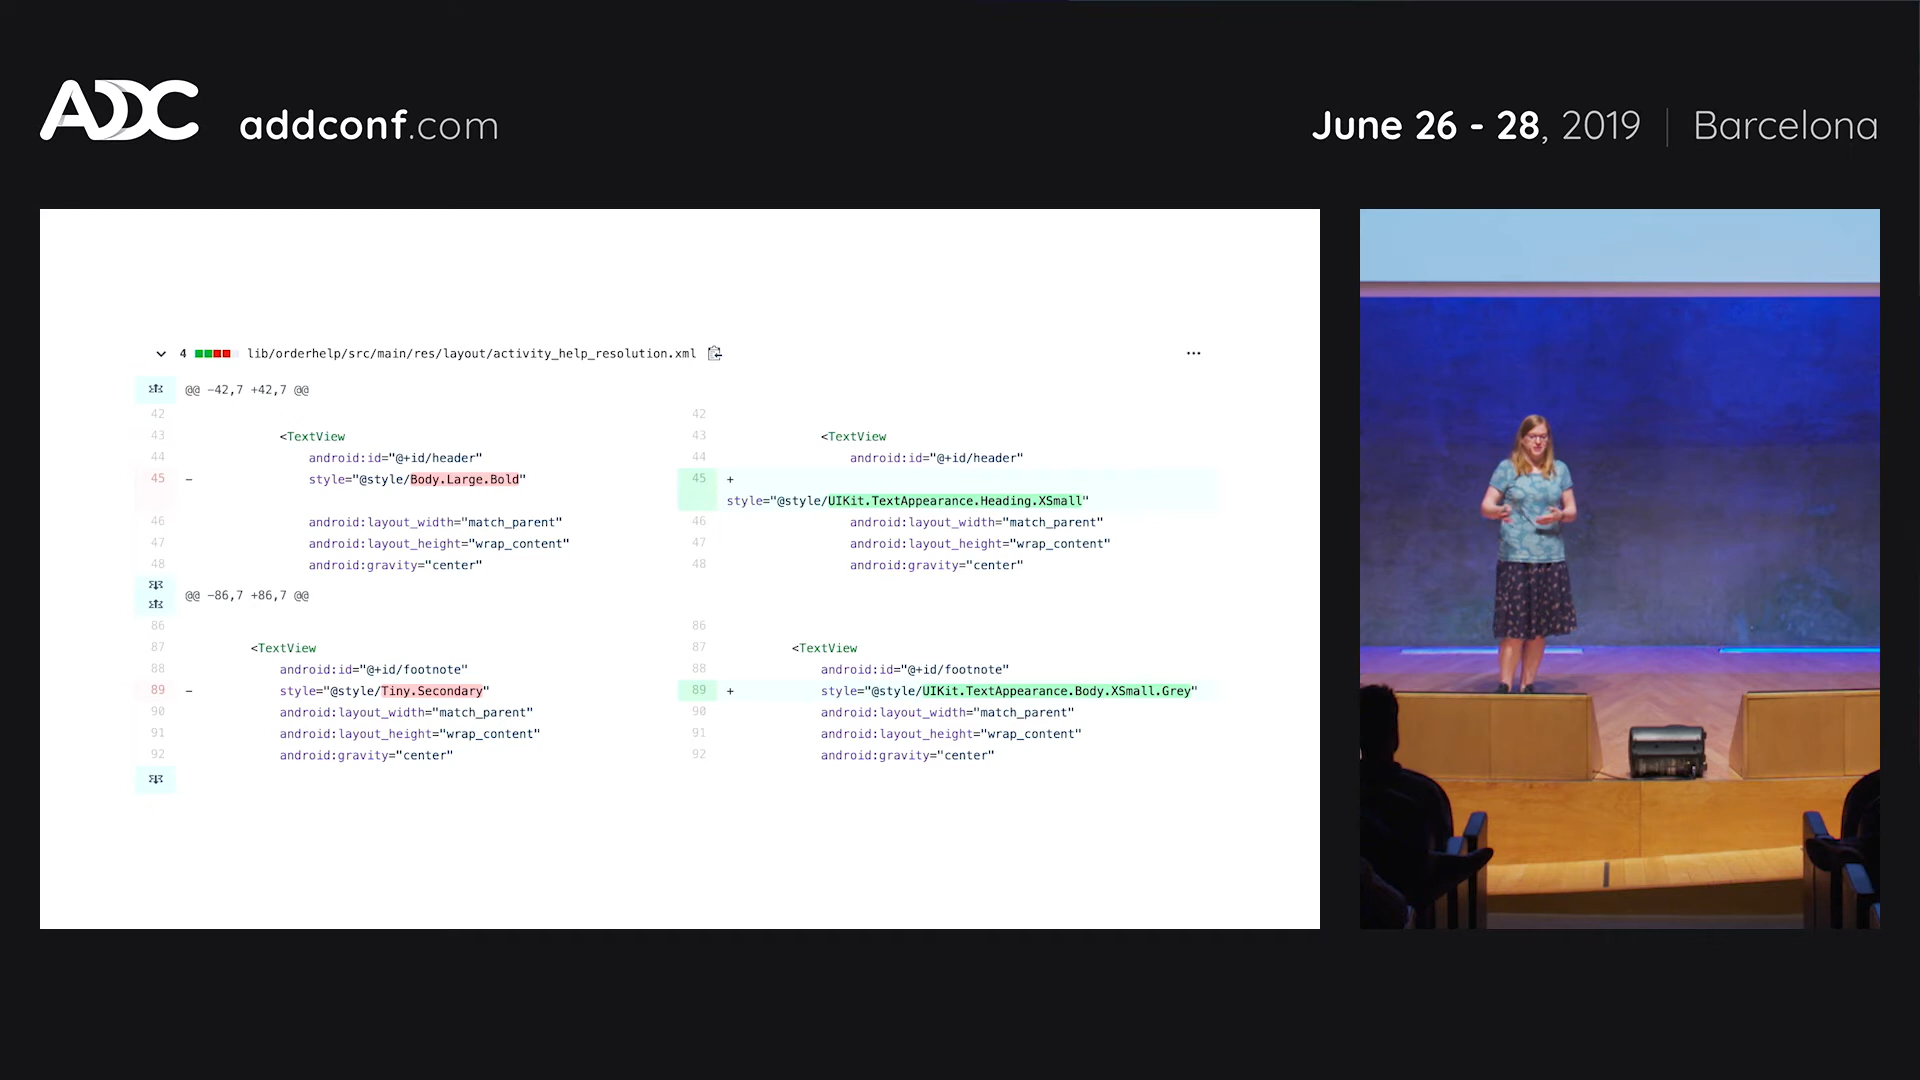 ADC addconf.com
June 26 - 28, 2019 | Barcelona
4 lib/orderhelp/src/main/res/layout/activity_help_resolution.xml ...
@@ -42,7 +42,7 @@
42 42
43 <TextView 43 <TextView
44 android:id="@+id/header" 44 android:id="@+id/header"
45 - style="@style/Body.Large.Bold" 45 +
style="@style/UIKit.TextAppearance.Heading.XSmall"
46 android:layout_width="match_parent" 46 android:layout_width="match_parent"
47 android:layout_height="wrap_content" 47 android:layout_height="wrap_content"
48 android:gravity="center" 48 android:gravity="center"
@@ -86,7 +86,7 @@
86 86
87 <TextView 87 <TextView
88 android:id="@+id/footnote" 88 android:id="@+id/footnote"
89 - style="@style/Tiny.Secondary" 89 + style="@style/UIKit.TextAppearance.Body.XSmall.Grey"
90 android:layout_width="match_parent" 90 android:layout_width="match_parent"
91 android:layout_height="wrap_content" 91 android:layout_height="wrap_content"
92 android:gravity="center" 92 android:gravity="center"